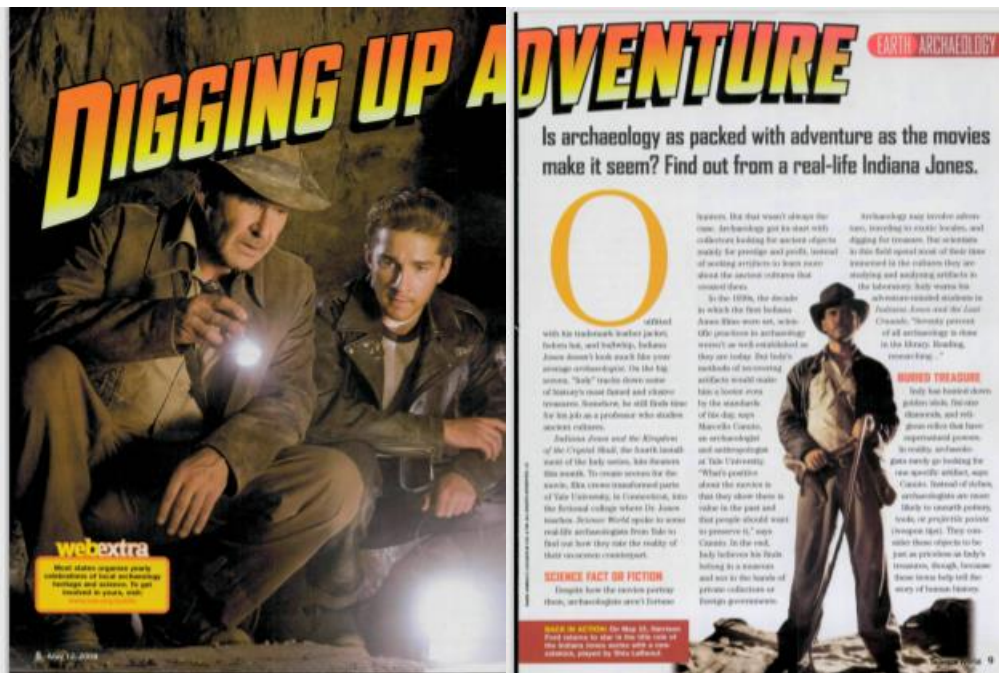 DIGGING UP ADVENTURE
EARTH ARCHAEOLOGY
Is archaeology as packed with adventure as the movies
make it seem? Find out from a real-life Indiana Jones.
Outfitted
with his trademark leather jacket,
fedora hat, and bullwhip, Indiana
Jones doesn't look much like your
average archaeologist. On the big
screen, "Indy" tracks down some
of history's most famed and elusive
treasures. Somehow, he still finds time
for his job as a professor who studies
ancient cultures.
Indiana Jones and the Kingdom
of the Crystal Skull, the fourth install-
ment of the Indy series, hits theaters
this month. To create scenes for the
movie, film crews transformed parts
of Yale University, in Connecticut, into
the fictional college where Dr. Jones
teaches. Science World spoke to some
real-life archaeologists from Yale to
find out how they take the reality of
their on-screen counterpart.
SCIENCE FACT OR FICTION
Despite how the movies portray
them, archaeologists aren't fortune
hunters. But that wasn't always the
case. Archaeology got its start with
collectors looking for ancient objects
mainly for prestige and profit, instead
of seeking artifacts to learn more
about the ancient cultures that
created them.
In the 1930s, the decade
in which the first Indiana
Jones films were set, scien-
tific practices in archaeology
weren't as well established as
they are today. But Indy's
methods of recovering
artifacts would make
him a looter even
by the standards
of his day, says
Marcello Canuto,
an archaeologist
and anthropologist
at Yale University.
"What's positive
about the movies is
that they show there is
value in the past and
that people should want
to preserve it," says
Canuto. In the end,
Indy believes his finds
belong in a museum
and not in the hands of
private collectors or
foreign governments.
Archaeology may involve adven-
ture, traveling to exotic locales, and
digging for treasure. But scientists
in this field spend most of their time
immersed in the cultures they are
studying and analyzing artifacts in
the laboratory. Indy warns his
adventure-minded students in
Indiana Jones and the Last
Crusade, "Seventy percent
of all archaeology is done
in the library. Reading,
researching..."
BURIED TREASURE
Indy has hunted down
golden idols, fist-size
diamonds, and reli-
gious relics that have
supernatural powers.
In reality, archaeolo-
gists rarely go looking for
one specific artifact, says
Canuto. Instead of riches,
archaeologists are more
likely to unearth pottery,
tools, or projectile points
(weapon tips). They con-
sider these objects to be
just as priceless as Indy's
treasures, though, because
these items help tell the
story of human history.
webextra
Most states organize yearly
celebrations of local archaeology
heritage and science. To get
involved in yours, visit:
BACK IN ACTION: On May 22, Harrison
Ford returns to star in the title role of
the Indiana Jones series with a new
sidekick, played by Shia LaBeouf.
8 May 12, 2008
Science World 9